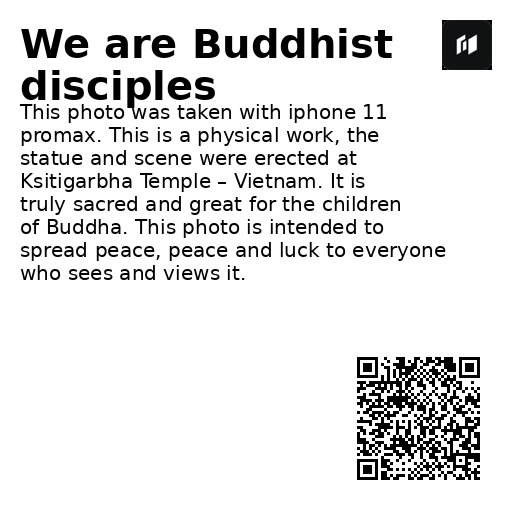 We are Buddhist
disciples
This photo was taken with iphone 11
promax. This is a physical work, the
statue and scene were erected at
Ksitigarbha Temple – Vietnam. It is
truly sacred and great for the children
of Buddha. This photo is intended to
spread peace, peace and luck to everyone
who sees and views it.